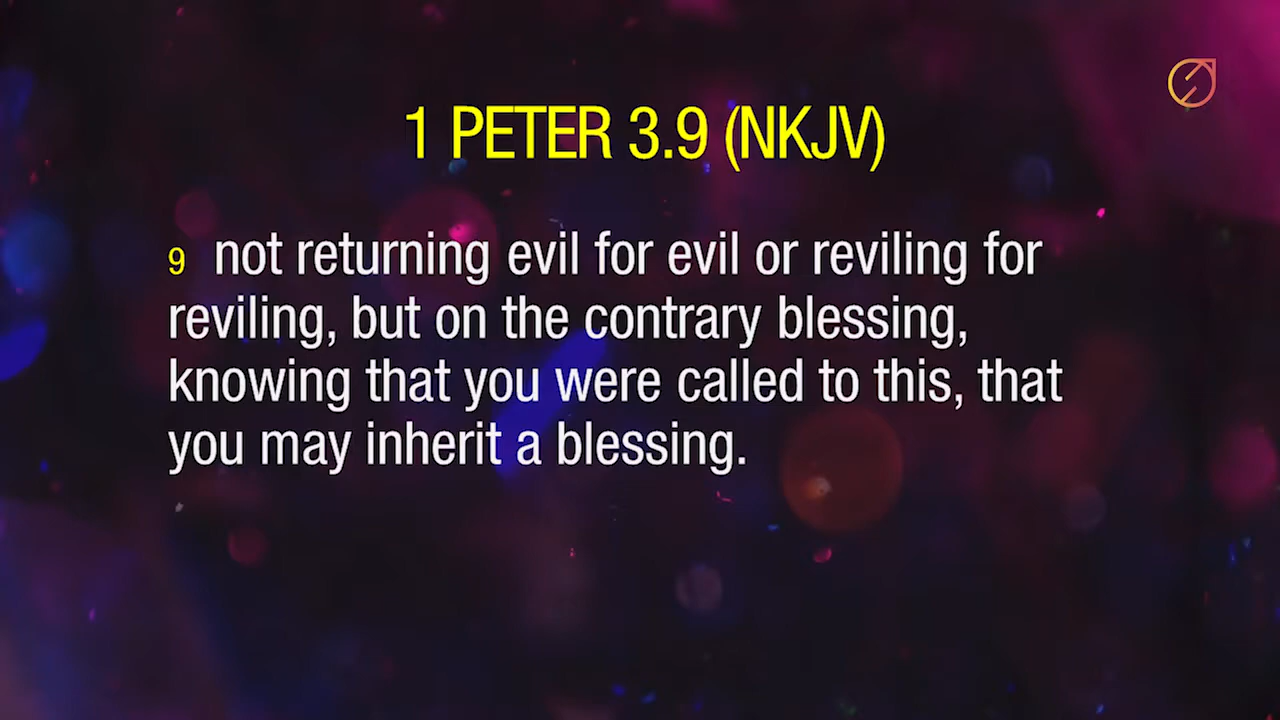 1 PETER 3.9 (NKJV)
9 not returning evil for evil or reviling for
reviling, but on the contrary blessing,
knowing that you were called to this, that
you may inherit a blessing.